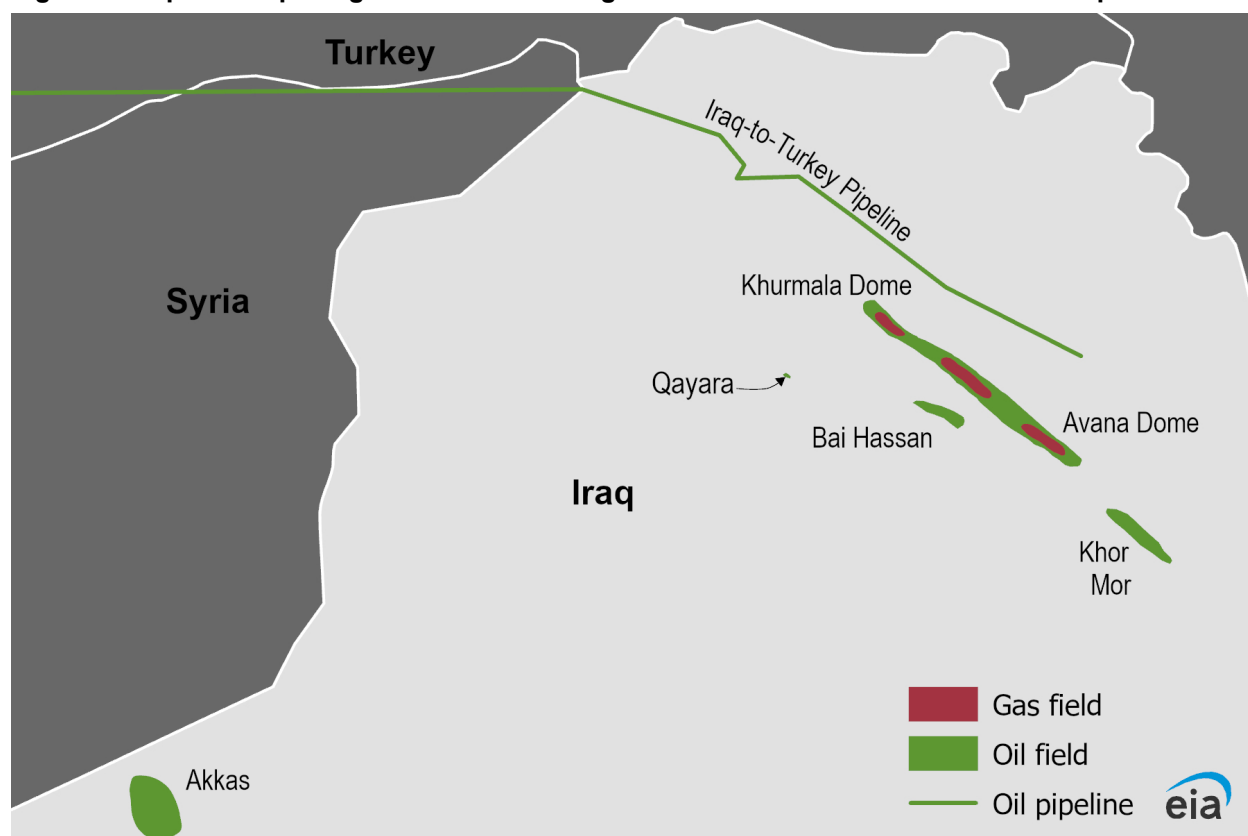 Turkey
Iraq-to-Turkey Pipeline
Khurmala Dome
Syria
Qayara
Bai Hassan
Avana Dome
Iraq
Khor
Mor
Akkas
Gas field
Oil field
Oil pipeline
eia